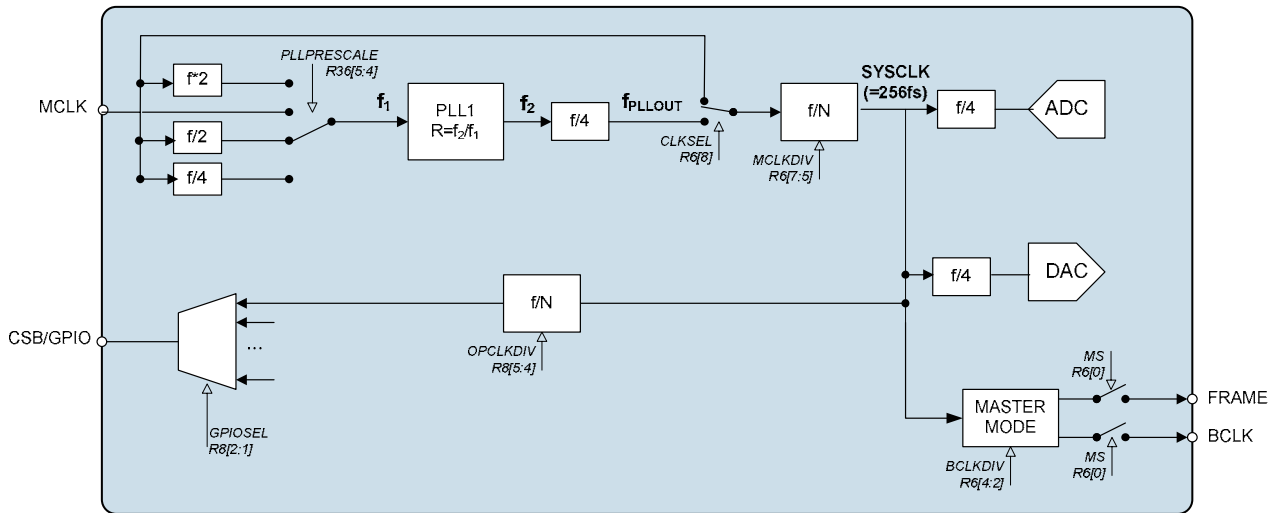 PLLPRESCALE
R36[5:4]
f*2
MCLK
f/2
f/4
f1
PLL1
R=f2/f1
f2
f/4
fPLLOUT
CLKSEL
R6[8]
f/N
MCLKDIV
R6[7:5]
SYSCLK
(=256fs)
f/4
ADC
f/4
DAC
f/N
OPCLKDIV
R8[5:4]
CSB/GPIO
...
GPIOSEL
R8[2:1]
MASTER
MODE
BCLKDIV
R6[4:2]
MS
R6[0]
FRAME
BCLK
MS
R6[0]